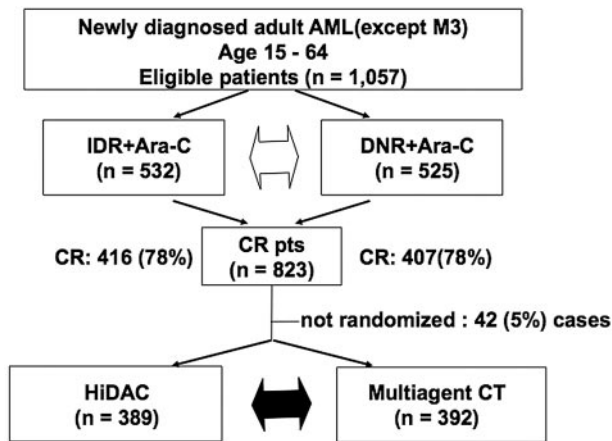 Newly diagnosed adult AML(except M3)
Age 15 - 64
Eligible patients (n = 1,057)
IDR+Ara-C
(n = 532)
DNR+Ara-C
(n = 525)
CR: 416 (78%)
CR pts
(n = 823)
CR: 407(78%)
not randomized : 42 (5%) cases
HiDAC
(n = 389)
Multiagent CT
(n = 392)